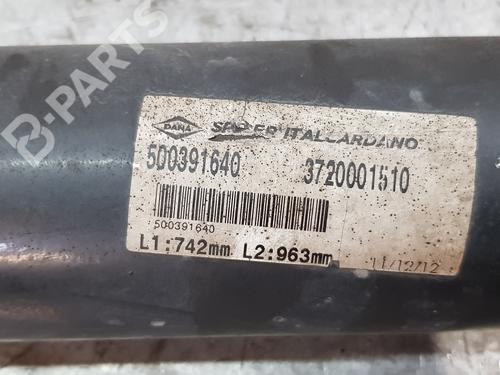 B-PARTS
DANA SPICER ITALCARDANO
500391640 3720001510
500391640
L1:742mm L2:963mm 11/12/12